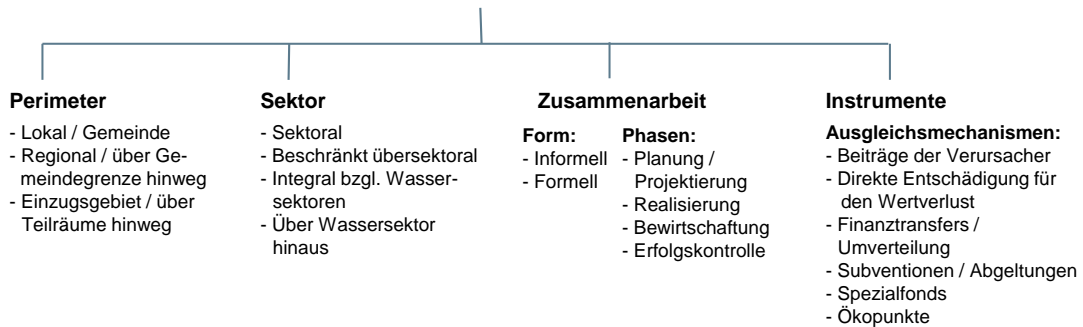 Perimeter
- Lokal / Gemeinde
- Regional / über Ge-
meindegrenze hinweg
- Einzugsgebiet / über
Teilräume hinweg
Sektor
- Sektoral
- Beschränkt übersektoral
- Integral bzgl. Wasser-
sektoren
- Über Wassersektor
hinaus
Zusammenarbeit
Form:
- Informell
- Formell
Phasen:
- Planung /
Projektierung
- Realisierung
- Bewirtschaftung
- Erfolgskontrolle
Instrumente
Ausgleichsmechanismen:
- Beiträge der Verursacher
- Direkte Entschädigung für
den Wertverlust
- Finanztransfers /
Umverteilung
- Subventionen / Abgeltungen
- Spezialfonds
- Ökopunkte